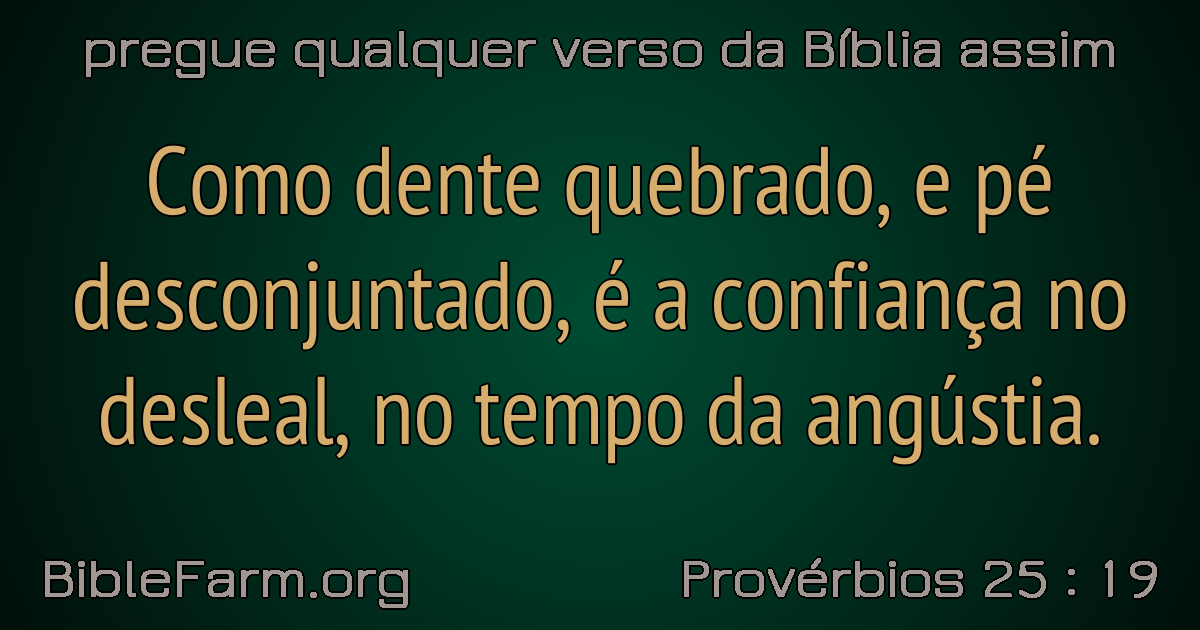 pregue qualquer verso da Bíblia assim
Como dente quebrado, e pé
desconjuntado, é a confiança no
desleal, no tempo da angústia.
BibleFarm.org
Provérbios 25 : 19